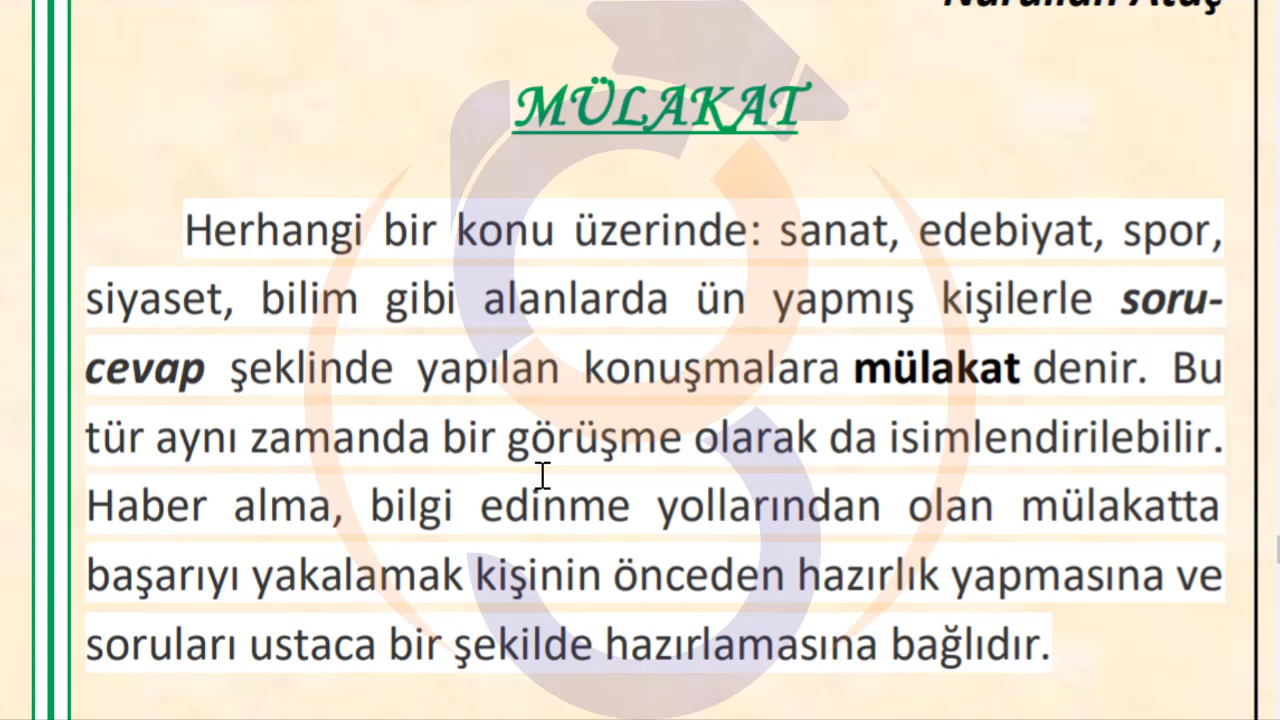 MÜLAKAT
Herhangi bir konu üzerinde: sanat, edebiyat, spor,
siyaset, bilim gibi alanlarda ün yapmış kişilerle soru-
cevap şeklinde yapılan konuşmalara mülakat denir. Bu
tür aynı zamanda bir görüşme olarak da isimlendirilebilir.
Haber alma, bilgi edinme yollarından olan mülakatta
başarıyı yakalamak kişinin önceden hazırlık yapmasına ve
soruları ustaca bir şekilde hazırlamasına bağlıdır.